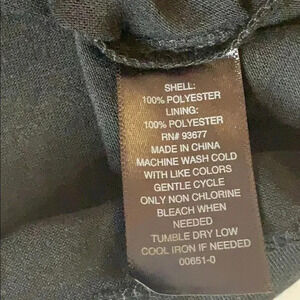 SHELL:
100% POLYESTER
LINING:
100% POLYESTER
RN# 93677
MADE IN CHINA
MACHINE WASH COLD
WITH LIKE COLORS
GENTLE CYCLE
ONLY NON CHLORINE
BLEACH WHEN
NEEDED
TUMBLE DRY LOW
COOL IRON IF NEEDED
00651-0